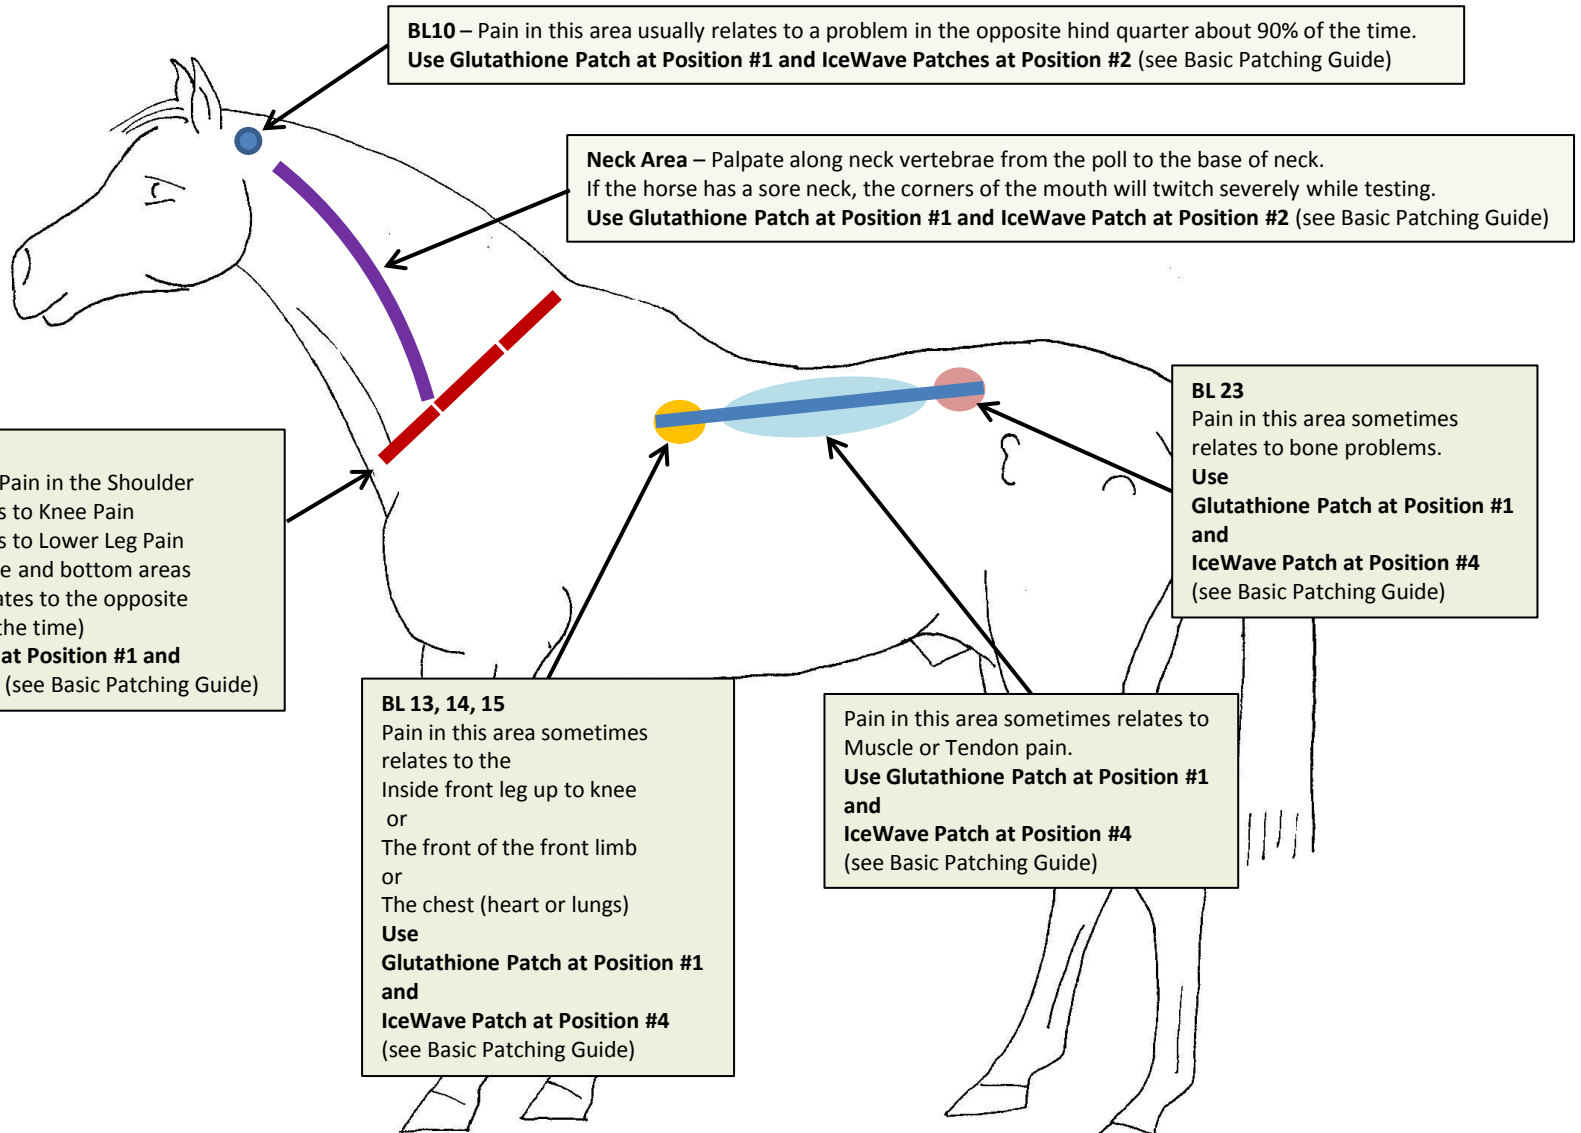 BL10 – Pain in this area usually relates to a problem in the opposite hind quarter about 90% of the time.
Use Glutathione Patch at Position #1 and IceWave Patches at Position #2 (see Basic Patching Guide)
Neck Area – Palpate along neck vertebrae from the poll to the base of neck.
If the horse has a sore neck, the corners of the mouth will twitch severely while testing.
Use Glutathione Patch at Position #1 and IceWave Patch at Position #2 (see Basic Patching Guide)
BL 23
Pain in this area sometimes
relates to bone problems.
Use
Glutathione Patch at Position #1
and
IceWave Patch at Position #4
(see Basic Patching Guide)
Pain in the Shoulder
s to Knee Pain
s to Lower Leg Pain
e and bottom areas
ates to the opposite
the time)
at Position #1 and
(see Basic Patching Guide)
BL 13, 14, 15
Pain in this area sometimes
relates to the
Inside front leg up to knee
or
The front of the front limb
or
The chest (heart or lungs)
Use
Glutathione Patch at Position #1
and
IceWave Patch at Position #4
(see Basic Patching Guide)
Pain in this area sometimes relates to
Muscle or Tendon pain.
Use Glutathione Patch at Position #1
and
IceWave Patch at Position #4
(see Basic Patching Guide)